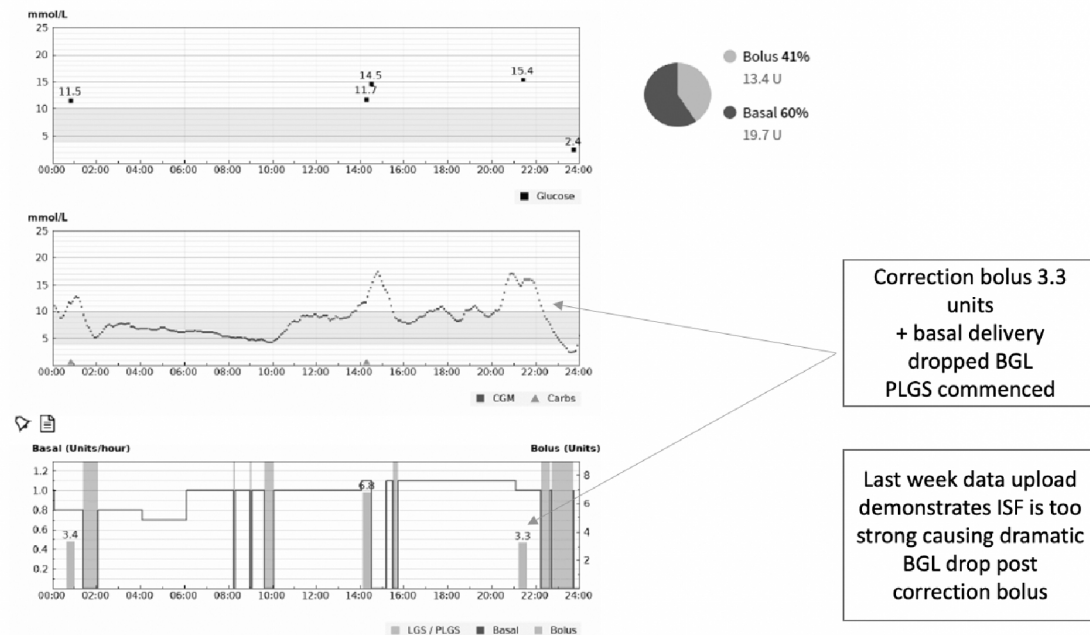 mmol/L
25
20
15
10
5
11.5
14.5
11.7
15.4
2.4
00:00 02:00 04:00 06:00 08:00 10:00 12:00 14:00 16:00 18:00 20:00 22:00 24:00
Glucose
Bolus 41%
13.4 U
Basal 60%
19.7 U
mmol/L
25
20
15
10
5
00:00 02:00 04:00 06:00 08:00 10:00 12:00 14:00 16:00 18:00 20:00 22:00 24:00
CGM Carbs
Correction bolus 3.3
units
+ basal delivery
dropped BGL
PLGS commenced
Basal (Units/hour) Bolus (Units)
1.2
1.0
0.8
0.6
0.4
0.2
3.4
6.8
3.3
8
6
4
2
00:00 02:00 04:00 06:00 08:00 10:00 12:00 14:00 16:00 18:00 20:00 22:00 24:00
LGS / PLGS Basal Bolus
Last week data upload
demonstrates ISF is too
strong causing dramatic
BGL drop post
correction bolus